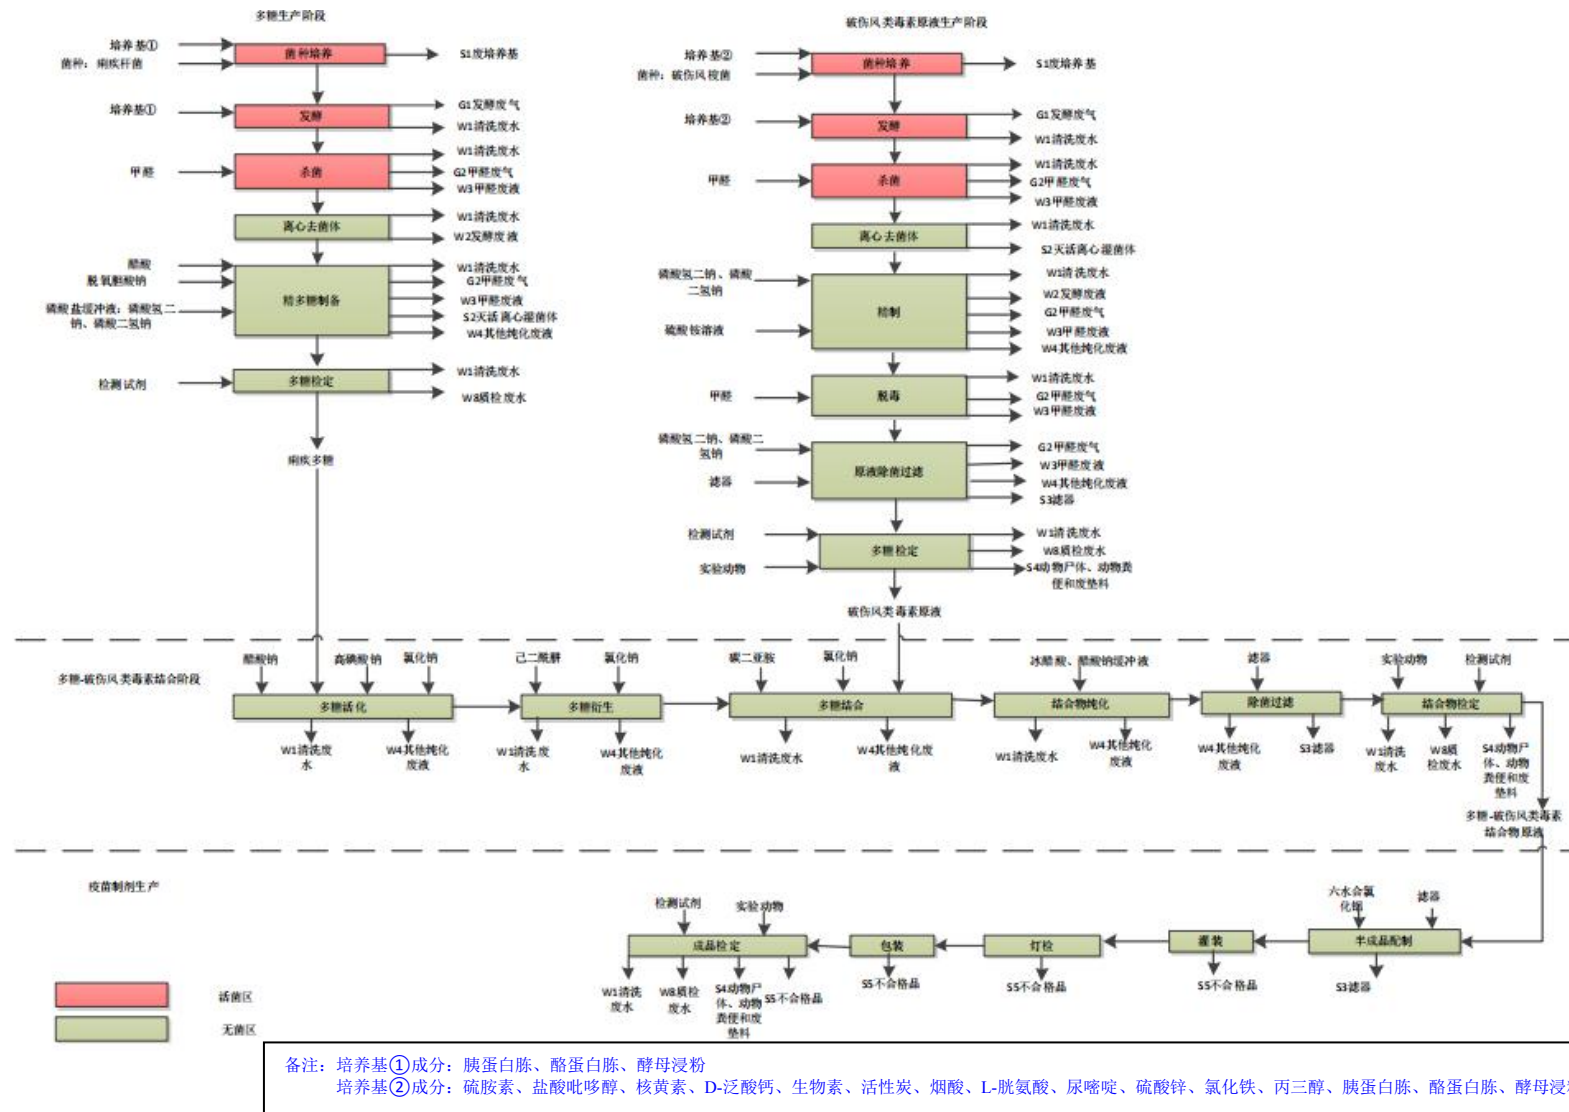 多糖生产阶段
培养基①
菌种：痢疾杆菌
菌种培养
S1废培养基
培养基①
发酵
G1发酵废气
W1清洗废水
甲醛
杀菌
W1清洗废水
G2甲醛废气
W3甲醛废液
离心去菌体
W1清洗废水
W2发酵废液
醋酸
脱氧胆酸钠
磷酸盐缓冲液：磷酸氢二
钠、磷酸二氢钠
精多糖制备
W1清洗废水
G2甲醛废气
W3甲醛废液
S2灭活离心湿菌体
W4其他纯化废液
检测试剂
多糖检定
W1清洗废水
W8质检废水
痢疾多糖
破伤风类毒素原液生产阶段
培养基②
菌种：破伤风梭菌
菌种培养
S1废培养基
培养基②
发酵
G1发酵废气
W1清洗废水
甲醛
杀菌
W1清洗废水
G2甲醛废气
W3甲醛废液
离心去菌体
W1清洗废水
S2灭活离心湿菌体
磷酸氢二钠、磷酸
二氢钠
硫酸铵溶液
精制
W1清洗废水
W2发酵废液
G2甲醛废气
W3甲醛废液
W4其他纯化废液
甲醛
脱毒
W1清洗废水
G2甲醛废气
W3甲醛废液
磷酸氢二钠、磷酸二
氢钠
滤器
原液除菌过滤
G2甲醛废气
W3甲醛废液
W4其他纯化废液
S3滤器
检测试剂
实验动物
多糖检定
W1清洗废水
W8质检废水
S4动物尸体、动物粪
便和废垫料
破伤风类毒素原液
多糖-破伤风类毒素结合阶段
醋酸钠
高碘酸钠
氯化钠
多糖活化
W1清洗废
水
W4其他纯化
废液
己二酰肼
氯化钠
多糖衍生
W1清洗废
水
W4其他纯化
废液
碳二亚胺
氯化钠
多糖结合
W1清洗废水
W4其他纯化废
液
冰醋酸、醋酸钠缓冲液
结合物纯化
W1清洗废水
W4其他纯化
废液
滤器
除菌过滤
W4其他纯化
废液
S3滤器
实验动物
检测试剂
结合物检定
W1清洗
废水
W8质
检废水
S4动物尸
体、动物
粪便和废
垫料
多糖-破伤风类毒素
结合物原液
疫苗制剂生产
六水合氯
化铝
滤器
半成品配制
S3滤器
灌装
S5不合格品
灯检
S5不合格品
包装
S5不合格品
检测试剂
实验动物
成品检定
W1清洗
废水
W8质检
废水
S4动物尸
体、动物
粪便和废
垫料
S5不合格品
活菌区
无菌区
备注：培养基①成分：胰蛋白胨、酪蛋白胨、酵母浸粉
培养基②成分：硫胺素、盐酸吡哆醇、核黄素、D-泛酸钙、生物素、活性炭、烟酸、L-胱氨酸、尿嘧啶、硫酸锌、氯化铁、丙三醇、胰蛋白胨、酪蛋白胨、酵母浸